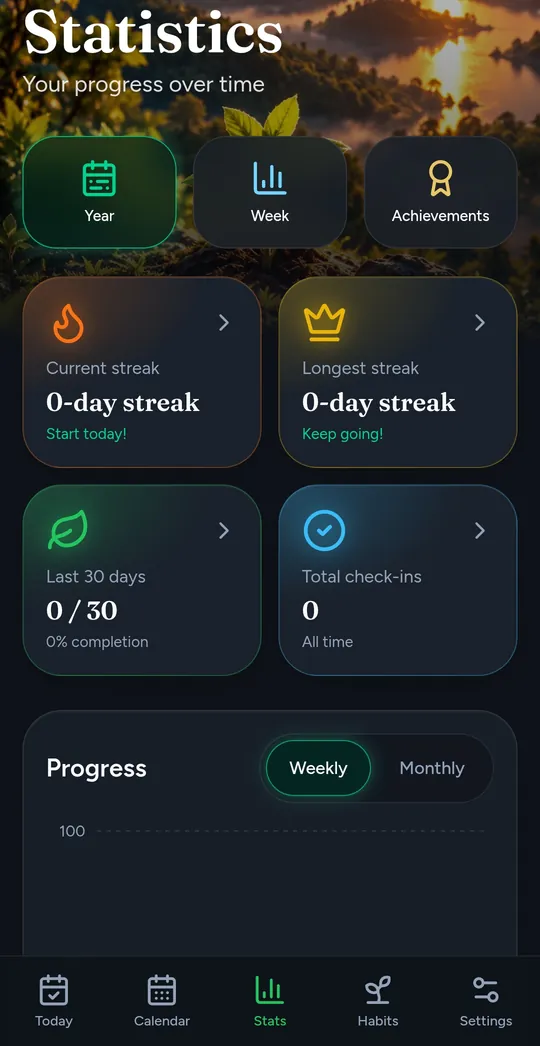 Statistics
Your progress over time
Year
Week
Achievements
Current streak
0-day streak
Start today!
Longest streak
0-day streak
Keep going!
Last 30 days
0 / 30
0% completion
Total check-ins
0
All time
Progress
Weekly
Monthly
100
Today
Calendar
Stats
Habits
Settings